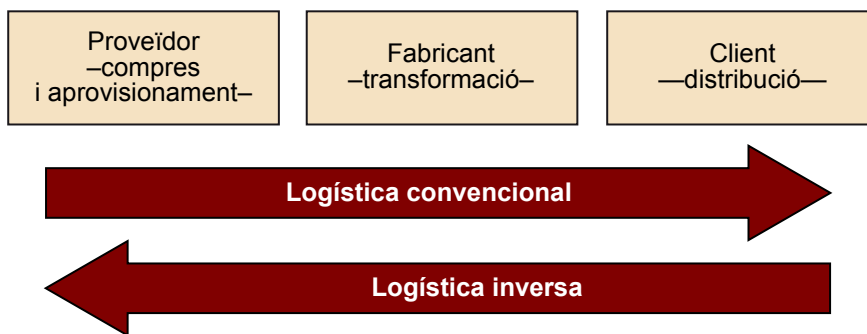 Proveïdor
–compres
i aprovisionament–
Fabricant
–transformació–
Client
—distribució—
Logística convencional
Logística inversa